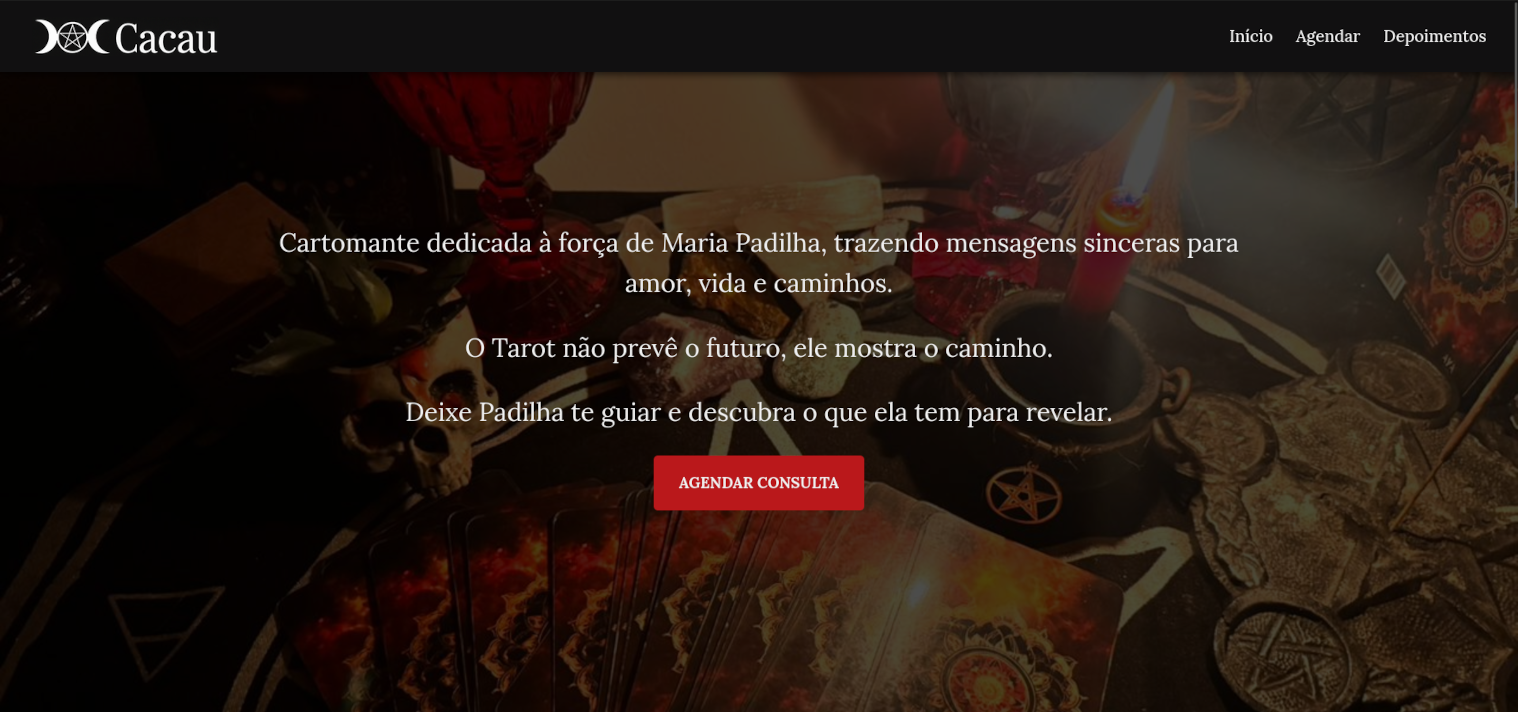 Cacau
Início Agendar Depoimentos
Cartomante dedicada à força de Maria Padilha, trazendo mensagens sinceras para
amor, vida e caminhos.
O Tarot não prevê o futuro, ele mostra o caminho.
Deixe Padilha te guiar e descubra o que ela tem para revelar.
AGENDAR CONSULTA